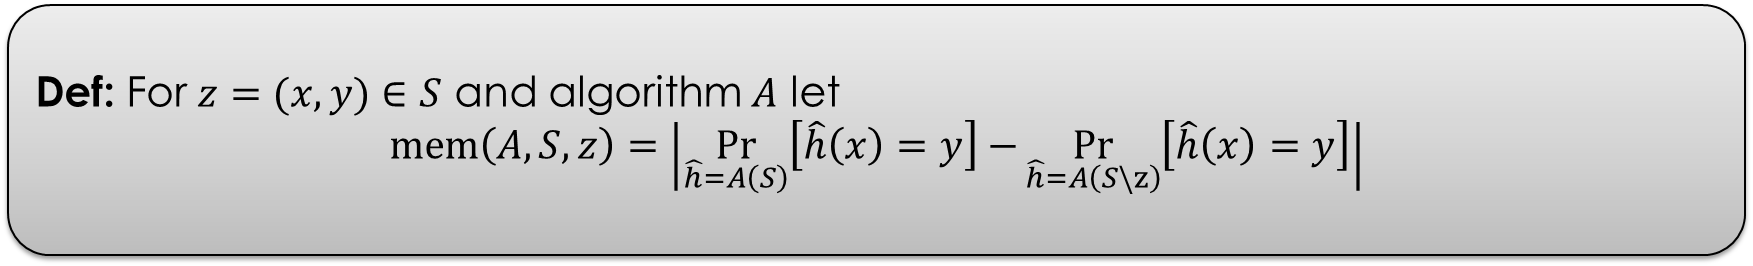 Def: For z = (x, y) ∈ S and algorithm A let
mem(A, S, z) = | Pr_{ĥ=A(S)} [ĥ(x) = y] − Pr_{ĥ=A(S\z)} [ĥ(x) = y] |